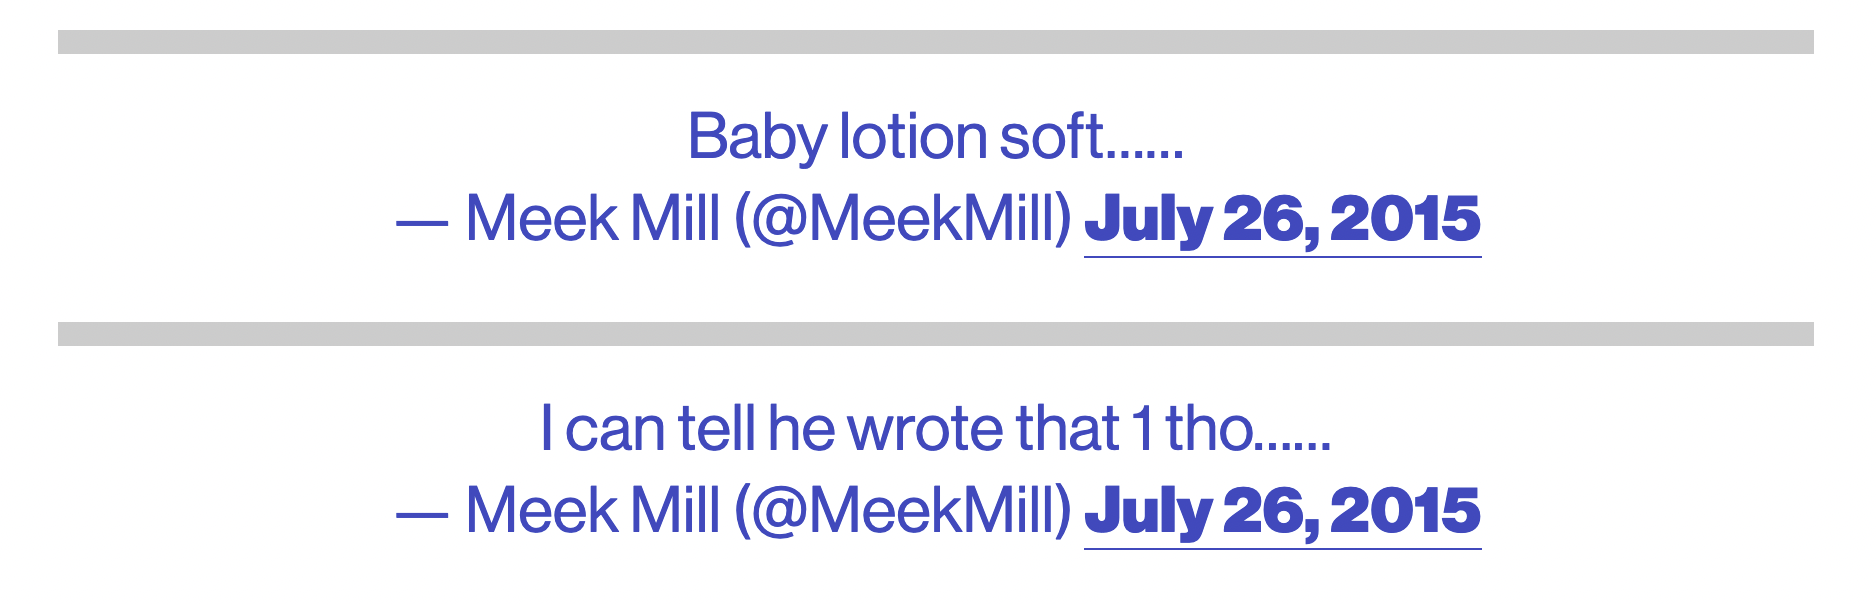 Baby lotion soft......
— Meek Mill (@MeekMill) July 26, 2015
I can tell he wrote that 1 tho......
— Meek Mill (@MeekMill) July 26, 2015